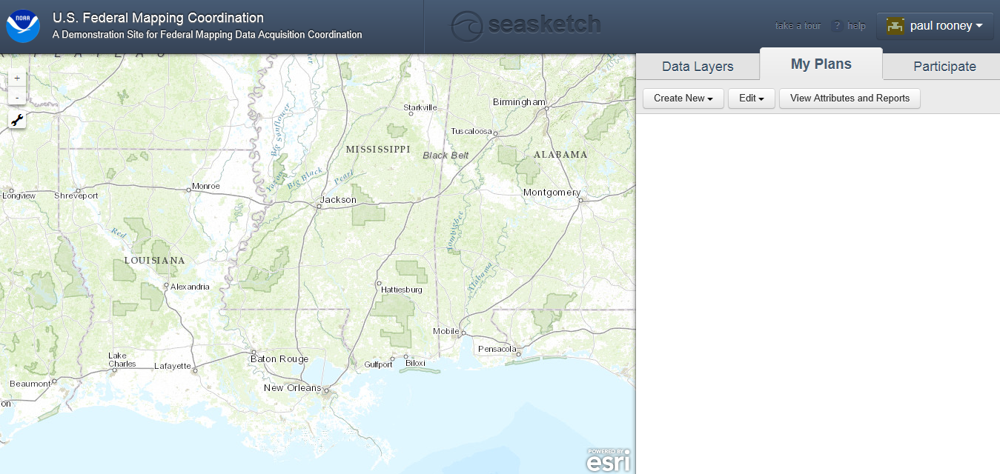 NOAA
U.S. Federal Mapping Coordination
A Demonstration Site for Federal Mapping Data Acquisition Coordination
seasketch
take a tour
? help
paul rooney
Data Layers
My Plans
Participate
Create New
Edit
View Attributes and Reports
+
-
Birmingham
Starkville
Tuscaloosa
Big Sunflower
MISSISSIPPI
Black Belt
ALABAMA
Yazoo
Big Black
Pearl
Monroe
Longview
Shreveport
Jackson
Montgomery
Tombigbee
Red
LOUISIANA
Alabama
Alexandria
Hattiesburg
Mobile
Pensacola
Lake
Charles
Lafayette
Baton Rouge
Gulfport
Biloxi
Beaumont
New Orleans
on
POWERED BY
esri